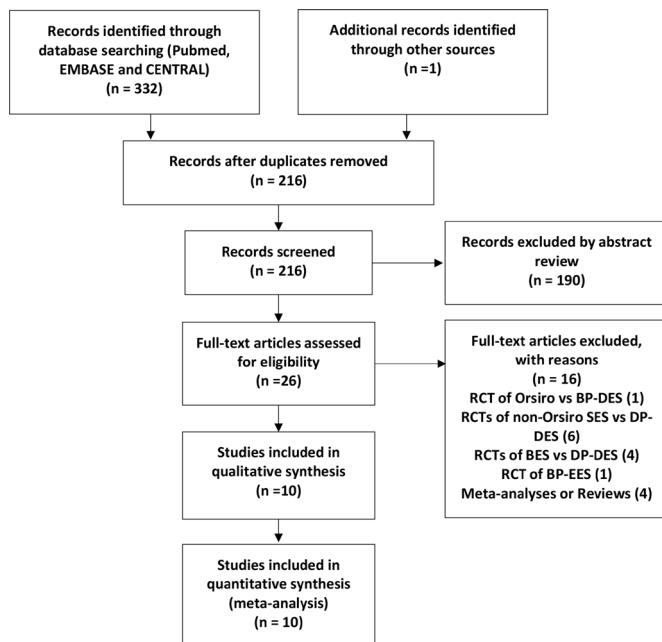 Records identified through
database searching (Pubmed,
EMBASE and CENTRAL)
(n = 332)
Additional records identified
through other sources
(n =1)
Records after duplicates removed
(n = 216)
Records screened
(n = 216)
Records excluded by abstract
review
(n = 190)
Full-text articles assessed
for eligibility
(n =26)
Full-text articles excluded,
with reasons
(n = 16)
RCT of Orsiro vs BP-DES (1)
RCTs of non-Orsiro SES vs DP-
DES (6)
RCTs of BES vs DP-DES (4)
RCT of BP-EES (1)
Meta-analyses or Reviews (4)
Studies included in
qualitative synthesis
(n =10)
Studies included in
quantitative synthesis
(meta-analysis)
(n = 10)